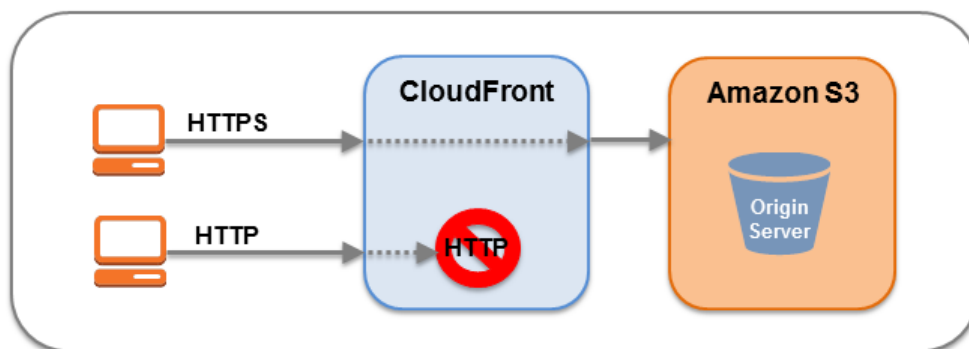 CloudFront
Amazon S3
HTTPS
Origin
Server
HTTP
HTTP